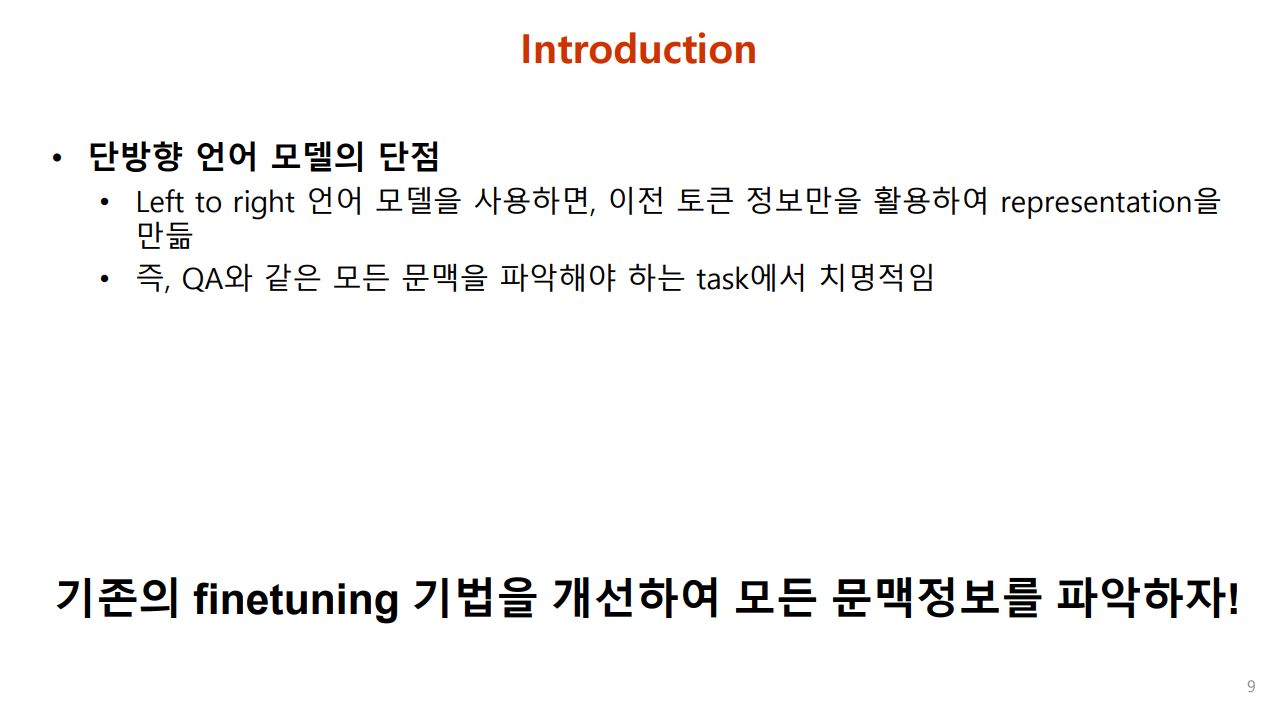 Introduction
• 단방향 언어 모델의 단점
• Left to right 언어 모델을 사용하면, 이전 토큰 정보만을 활용하여 representation을
만듦
• 즉, QA와 같은 모든 문맥을 파악해야 하는 task에서 치명적임
기존의 finetuning 기법을 개선하여 모든 문맥정보를 파악하자!
9